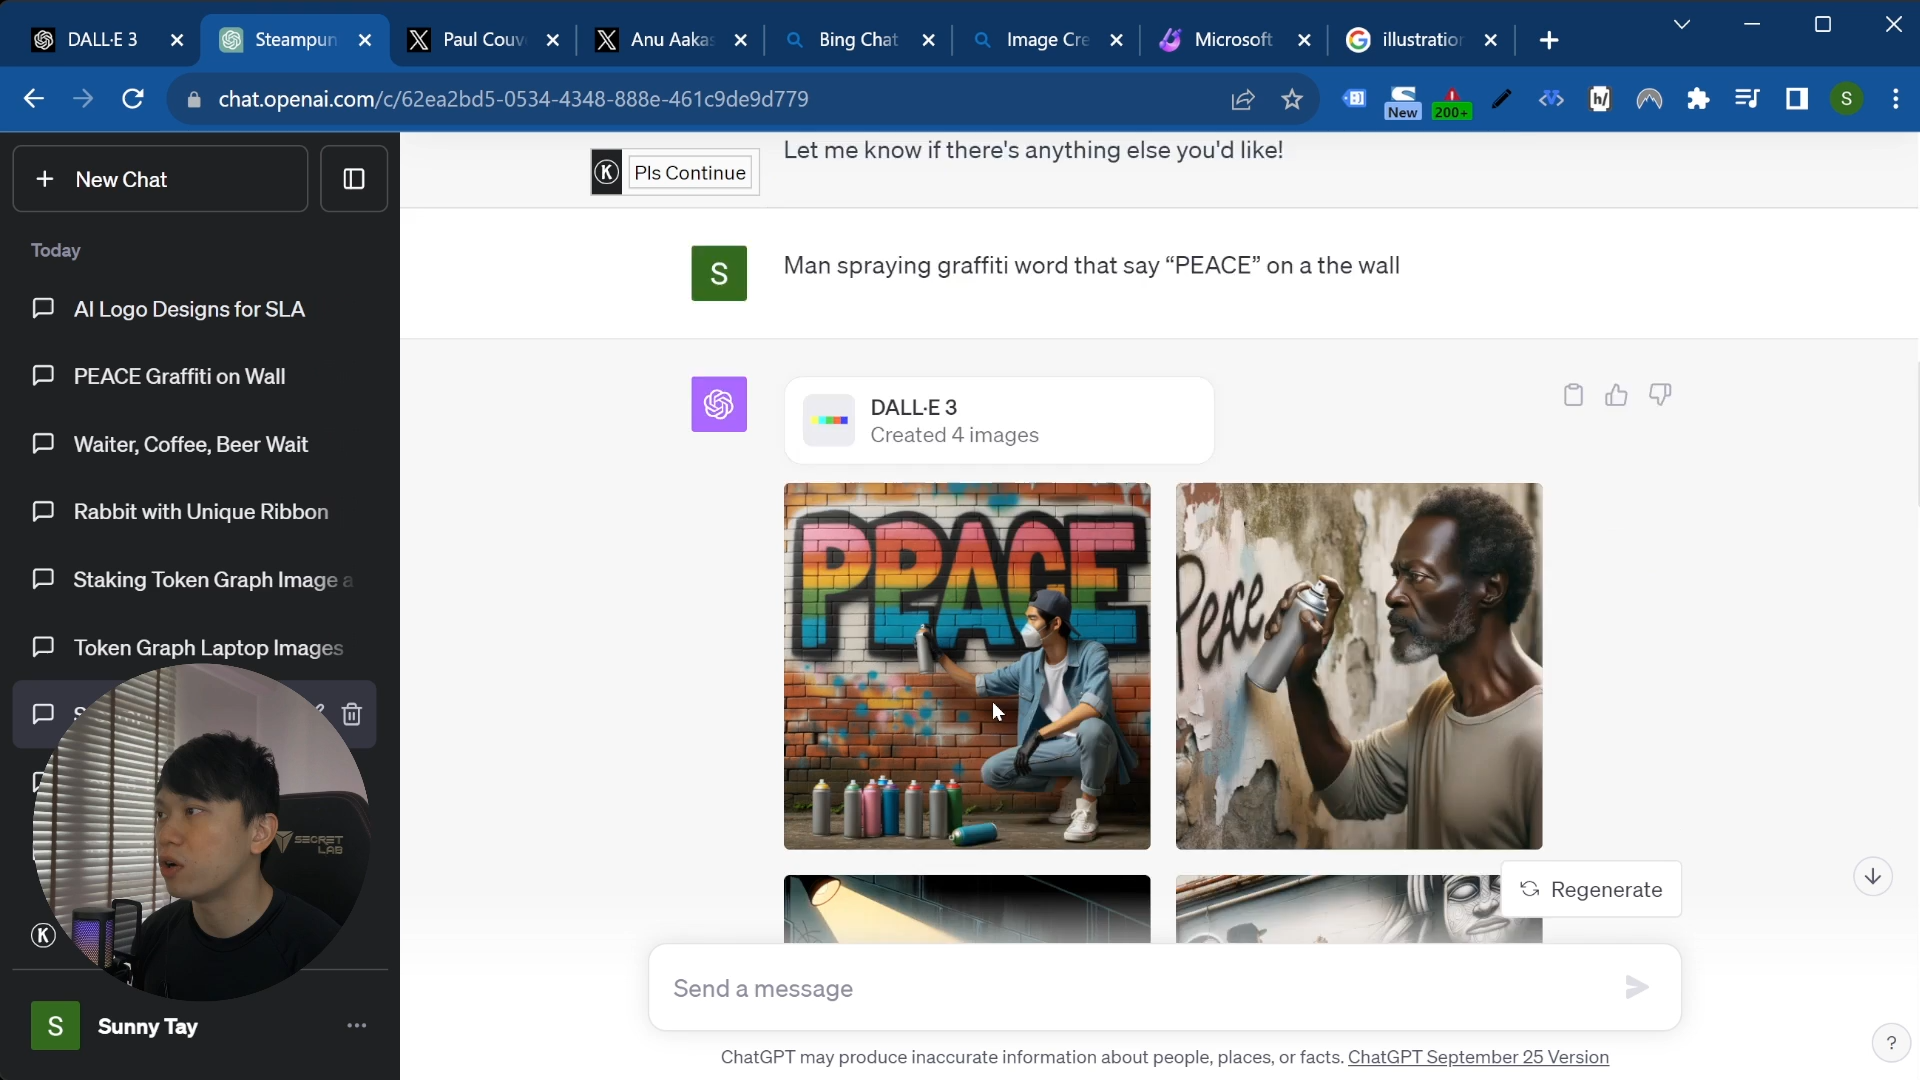 DALL·E 3
Steampun
Paul Couv
Anu Aakas
Bing Chat
Image Cre
Microsoft
illustration
chat.openai.com/c/62ea2bd5-0534-4348-888e-461c9de9d779
New
200+
h/
S
New Chat
Today
AI Logo Designs for SLA
PEACE Graffiti on Wall
Waiter, Coffee, Beer Wait
Rabbit with Unique Ribbon
Staking Token Graph Image a
Token Graph Laptop Images
SECRET
LAB
K
S
Sunny Tay
Let me know if there's anything else you'd like!
K
Pls Continue
S
Man spraying graffiti word that say “PEACE” on a the wall
DALL·E 3
Created 4 images
PPACE
Peace
Regenerate
Send a message
?
ChatGPT may produce inaccurate information about people, places, or facts. ChatGPT September 25 Version